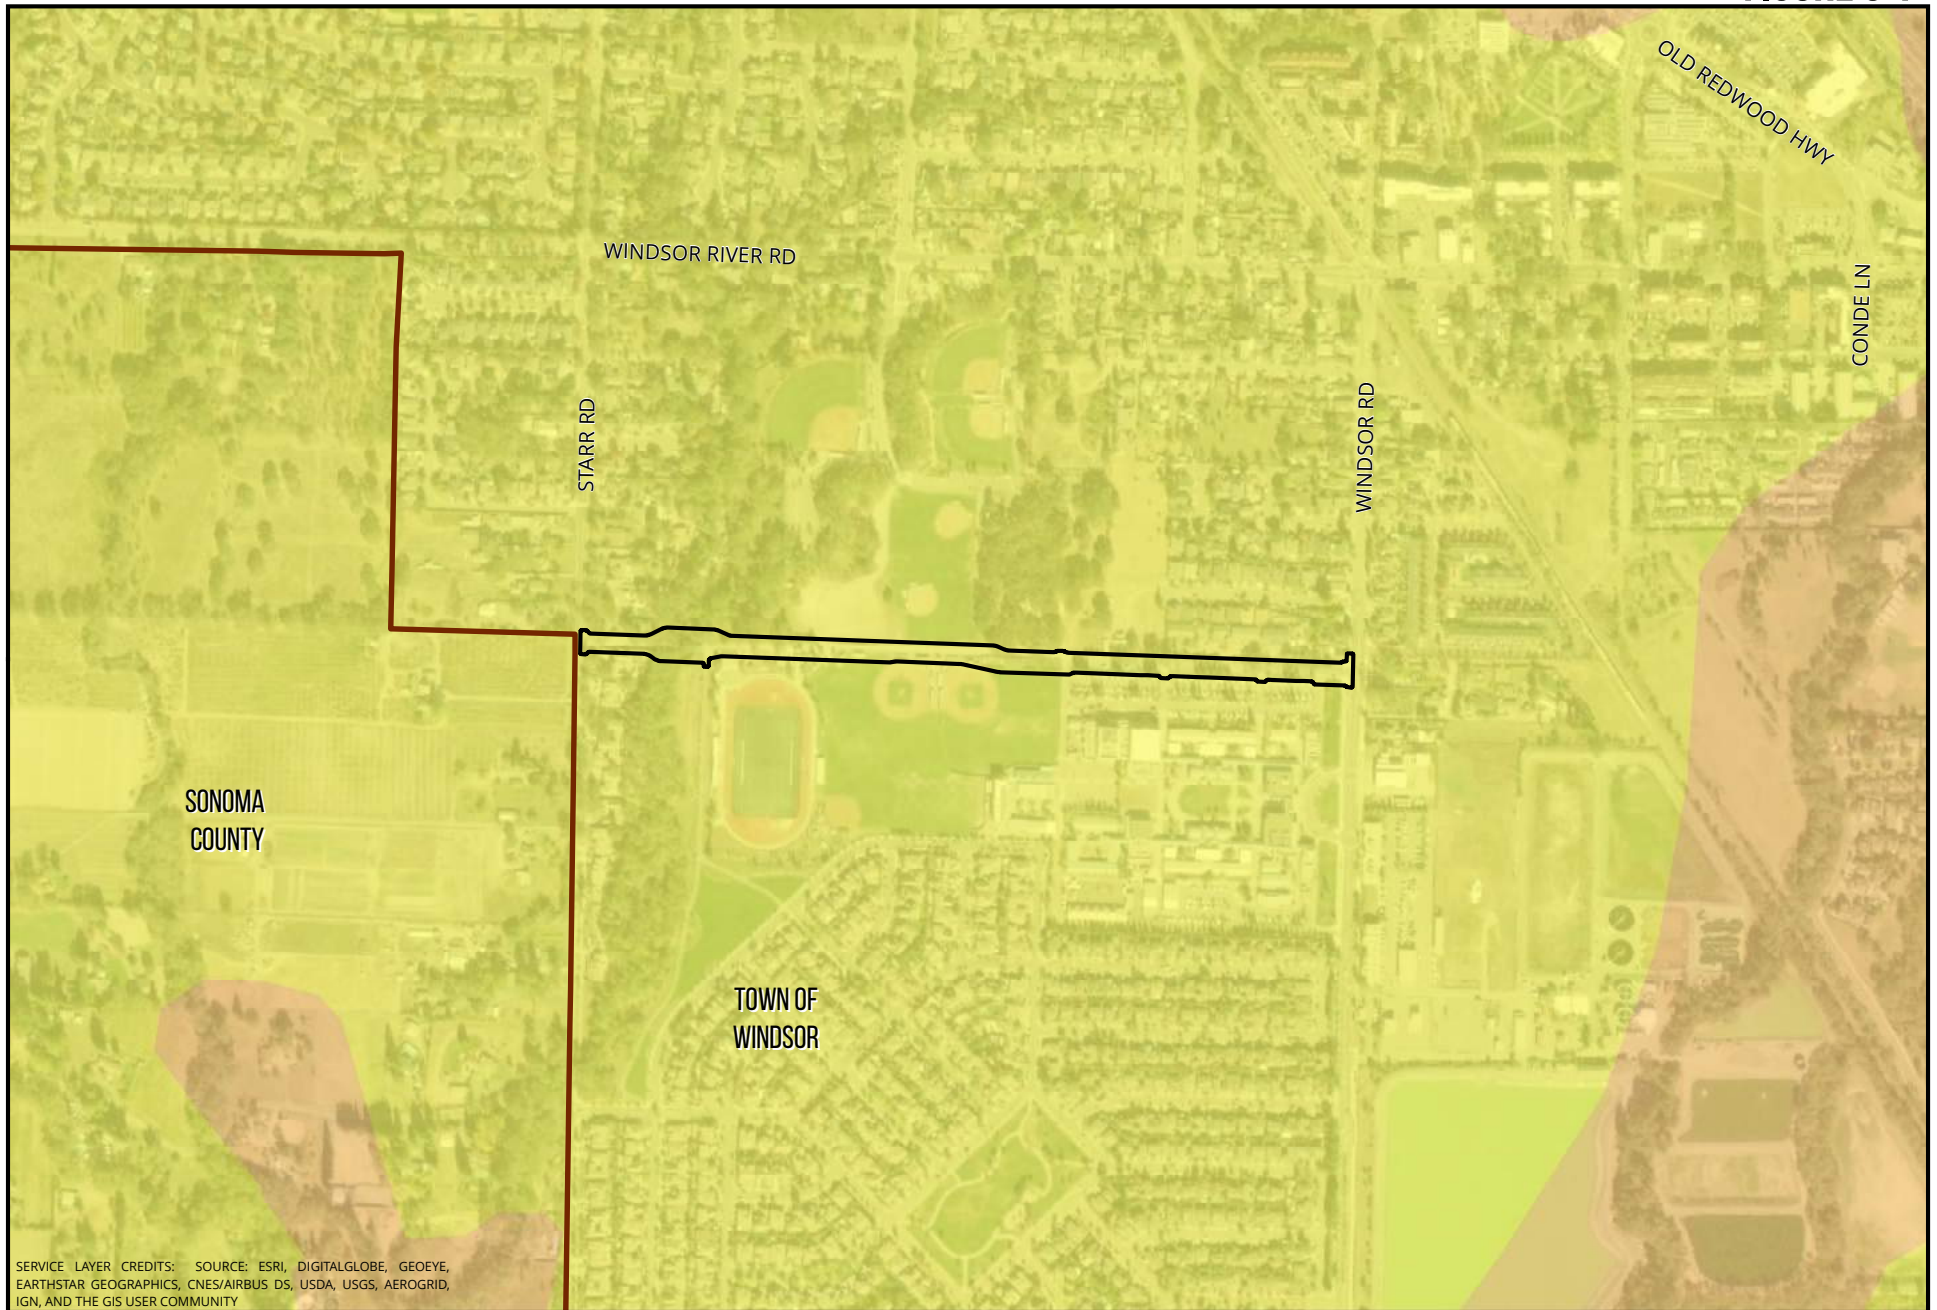 OLD REDWOOD HWY
WINDSOR RIVER RD
CONDE LN
STARR RD
WINDSOR RD
SONOMA
COUNTY
TOWN OF
WINDSOR
SERVICE LAYER CREDITS: SOURCE: ESRI, DIGITALGLOBE, GEOEYE,
EARTHSTAR GEOGRAPHICS, CNES/AIRBUS DS, USDA, USGS, AEROGRID,
IGN, AND THE GIS USER COMMUNITY